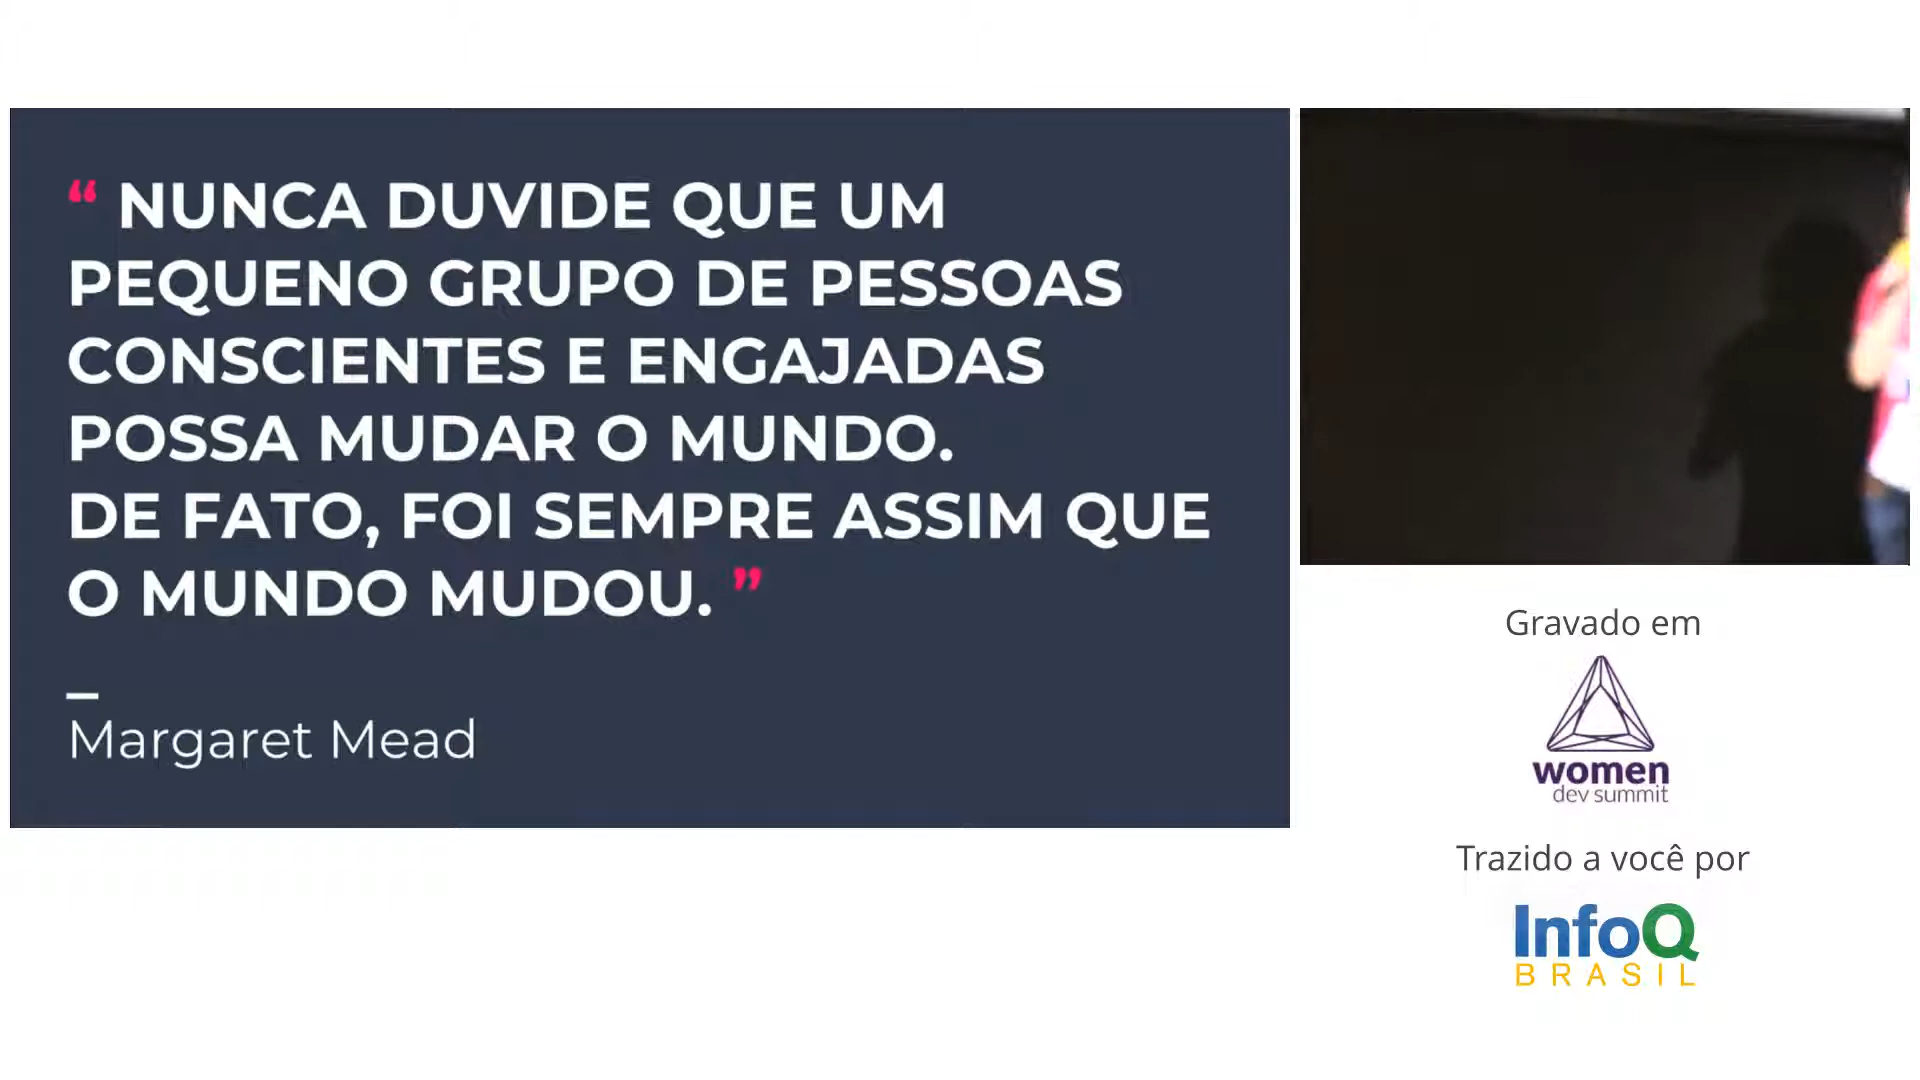 “ NUNCA DUVIDE QUE UM
PEQUENO GRUPO DE PESSOAS
CONSCIENTES E ENGAJADAS
POSSA MUDAR O MUNDO.
DE FATO, FOI SEMPRE ASSIM QUE
O MUNDO MUDOU. ”
–
Margaret Mead
Gravado em
women
dev summit
Trazido a você por
InfoQ
BRASIL